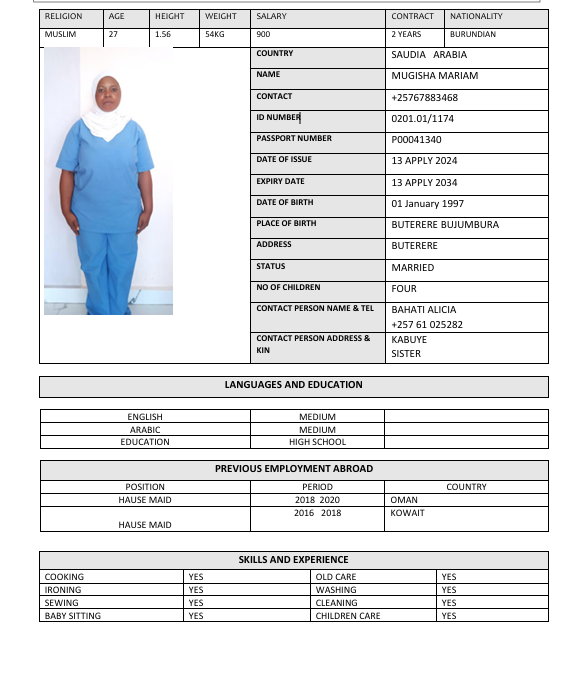 RELIGION AGE HEIGHT WEIGHT SALARY CONTRACT NATIONALITY
MUSLIM 27 1.56 54KG 900 2 YEARS BURUNDIAN
COUNTRY SAUDIA ARABIA
NAME MUGISHA MARIAM
CONTACT +25767883468
ID NUMBER 0201.01/1174
PASSPORT NUMBER P00041340
DATE OF ISSUE 13 APPLY 2024
EXPIRY DATE 13 APPLY 2034
DATE OF BIRTH 01 January 1997
PLACE OF BIRTH BUTERERE BUJUMBURA
ADDRESS BUTERERE
STATUS MARRIED
NO OF CHILDREN FOUR
CONTACT PERSON NAME & TEL BAHATI ALICIA
+257 61 025282
CONTACT PERSON ADDRESS & KABUYE
KIN SISTER
LANGUAGES AND EDUCATION
ENGLISH MEDIUM
ARABIC MEDIUM
EDUCATION HIGH SCHOOL
PREVIOUS EMPLOYMENT ABROAD
POSITION PERIOD COUNTRY
HAUSE MAID 2018 2020 OMAN
2016 2018 KOWAIT
HAUSE MAID
SKILLS AND EXPERIENCE
COOKING YES OLD CARE YES
IRONING YES WASHING YES
SEWING YES CLEANING YES
BABY SITTING YES CHILDREN CARE YES